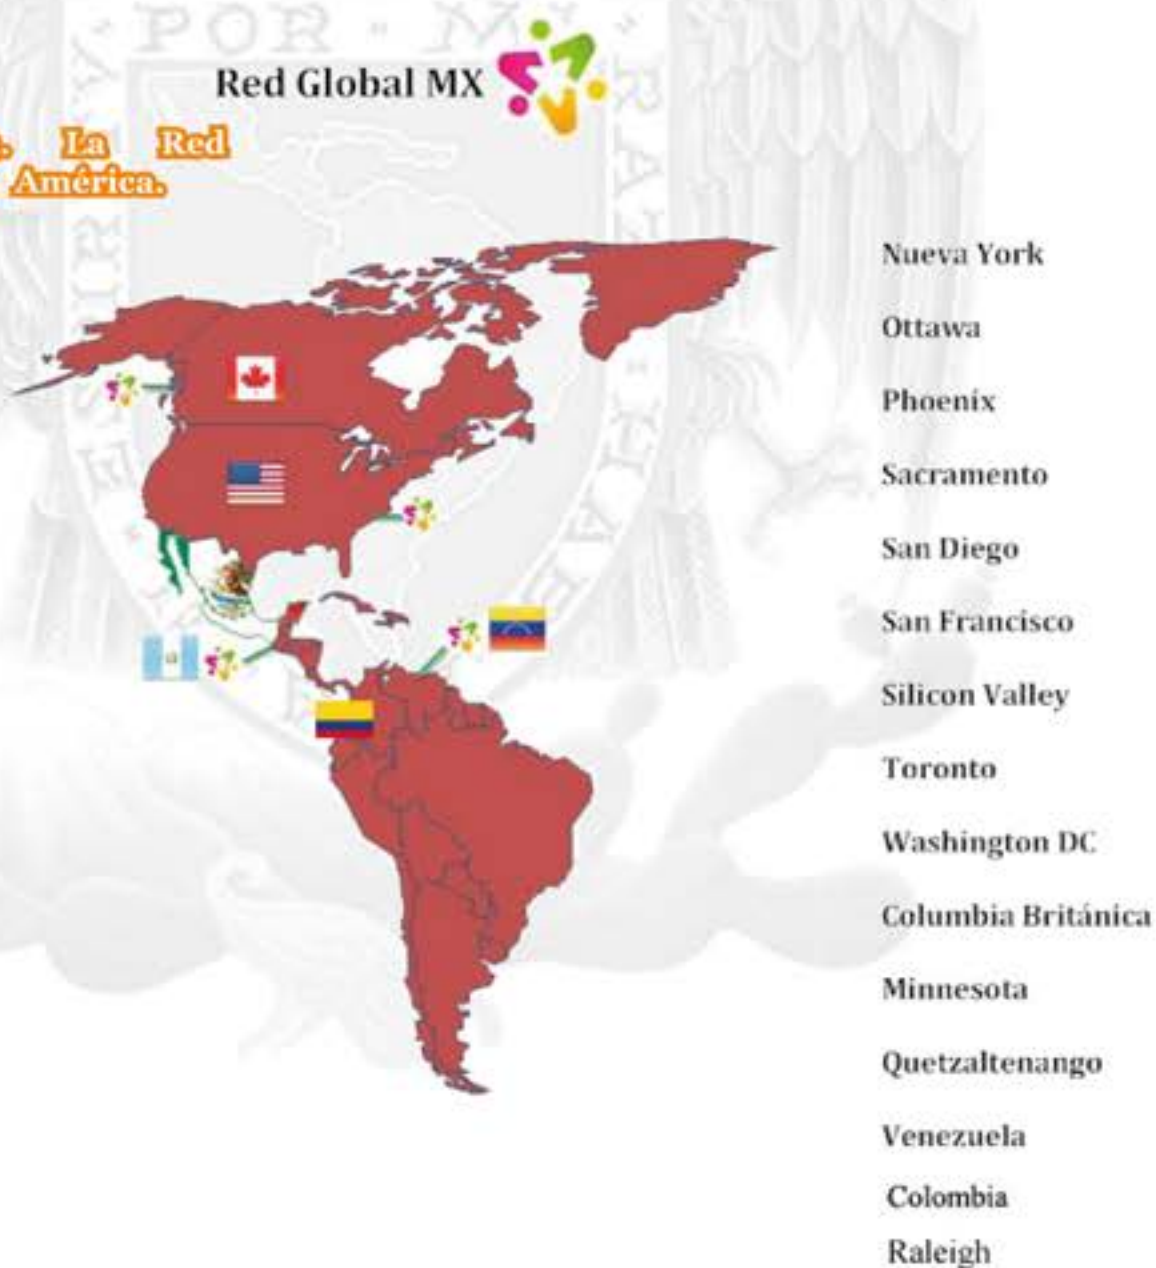 Red Global MX
. La Red
América.
Nueva York
Ottawa
Phoenix
Sacramento
San Diego
San Francisco
Silicon Valley
Toronto
Washington DC
Columbia Británica
Minnesota
Quetzaltenango
Venezuela
Colombia
Raleigh